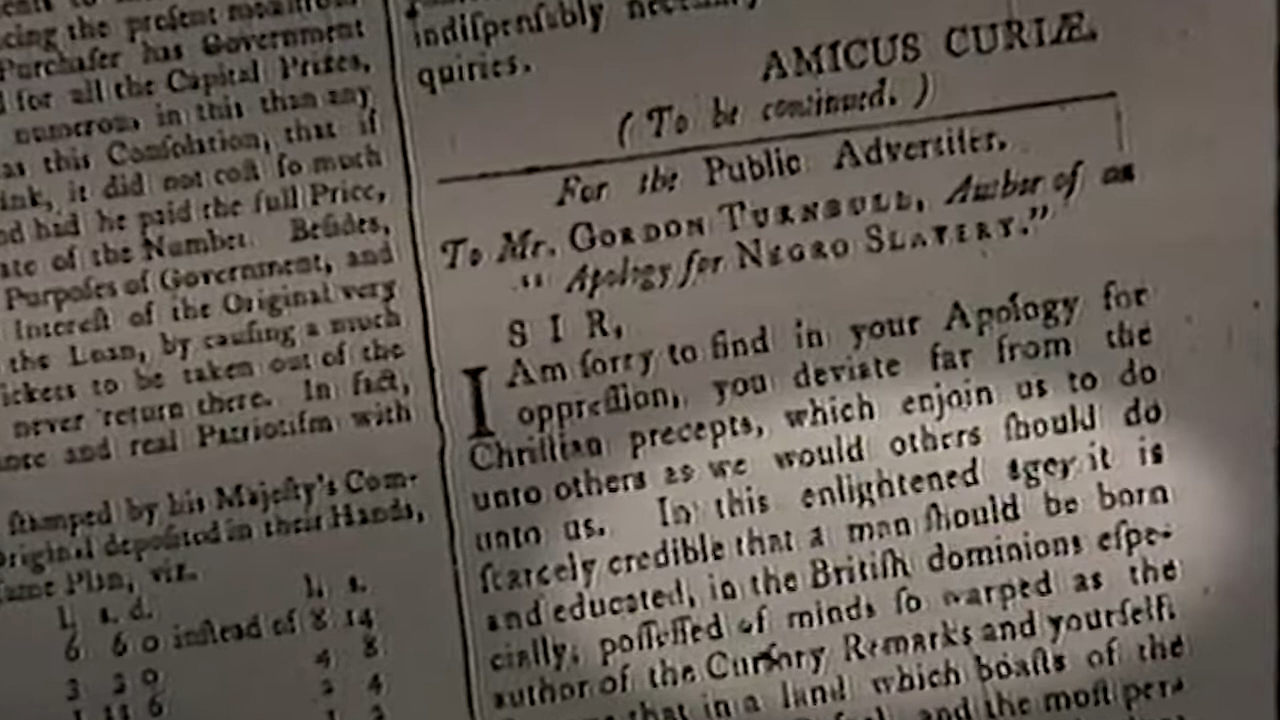 cing the preſent
Purchaſer has Government
for all the Capital Prizes,
numerous in this than any
as this Conſolation, that if
ink, it did not coſt ſo much
had he paid the full Price,
ate of the Number. Beſides,
Purpoſes of Government, and
Intereſt of the Original very
the Loan, by cauſing a much
ickets to be taken out of the
never return there. In fact,
and real Patriotiſm with
ſtamped by his Majeſty's Com-
Original depoſited in their Hands,
ſame Plan, viz.
l. s. d. l. s.
6 6 0 inſtead of 8 14
3 3 0 4 8
1 11 6 2 4
indiſpenſably
quiries.
AMICUS CURIÆ.
( To be continued. )
For the Public Advertiſer.
To Mr. GORDON TURNBULL, Author of an
" Apology for NEGRO SLAVERY."
S I R,
I Am ſorry to find in your Apology for
oppreſſion, you deviate far from the
Chriſtian precepts, which enjoin us to do
unto others as we would others ſhould do
unto us. In this enlightened age, it is
ſcarcely credible that a man ſhould be born
and educated, in the Britiſh dominions eſpe-
cially, poſſeſſed of minds ſo warped as the
author of the Curſory Remarks and yourſelf.
that in a land which boaſts of the
and the moſt per-